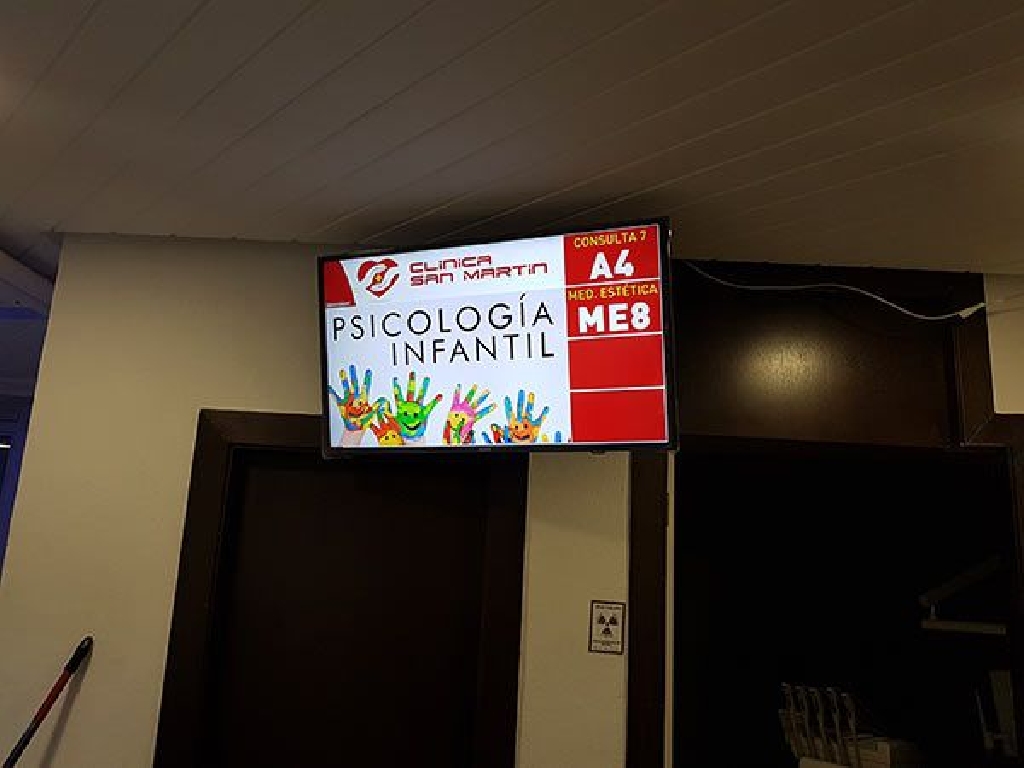 CLINICA
SAN MARTIN
PSICOLOGÍA
INFANTIL
CONSULTA 7
A4
MED. ESTÉTICA
ME8